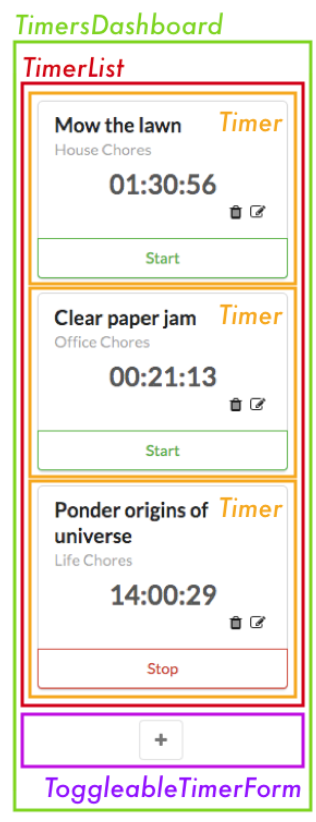 TimersDashboard
TimerList
Mow the lawn
Timer
House Chores
01:30:56
Start
Clear paper jam
Timer
Office Chores
00:21:13
Start
Ponder origins of
Timer
universe
Life Chores
14:00:29
Stop
+
ToggleableTimerForm